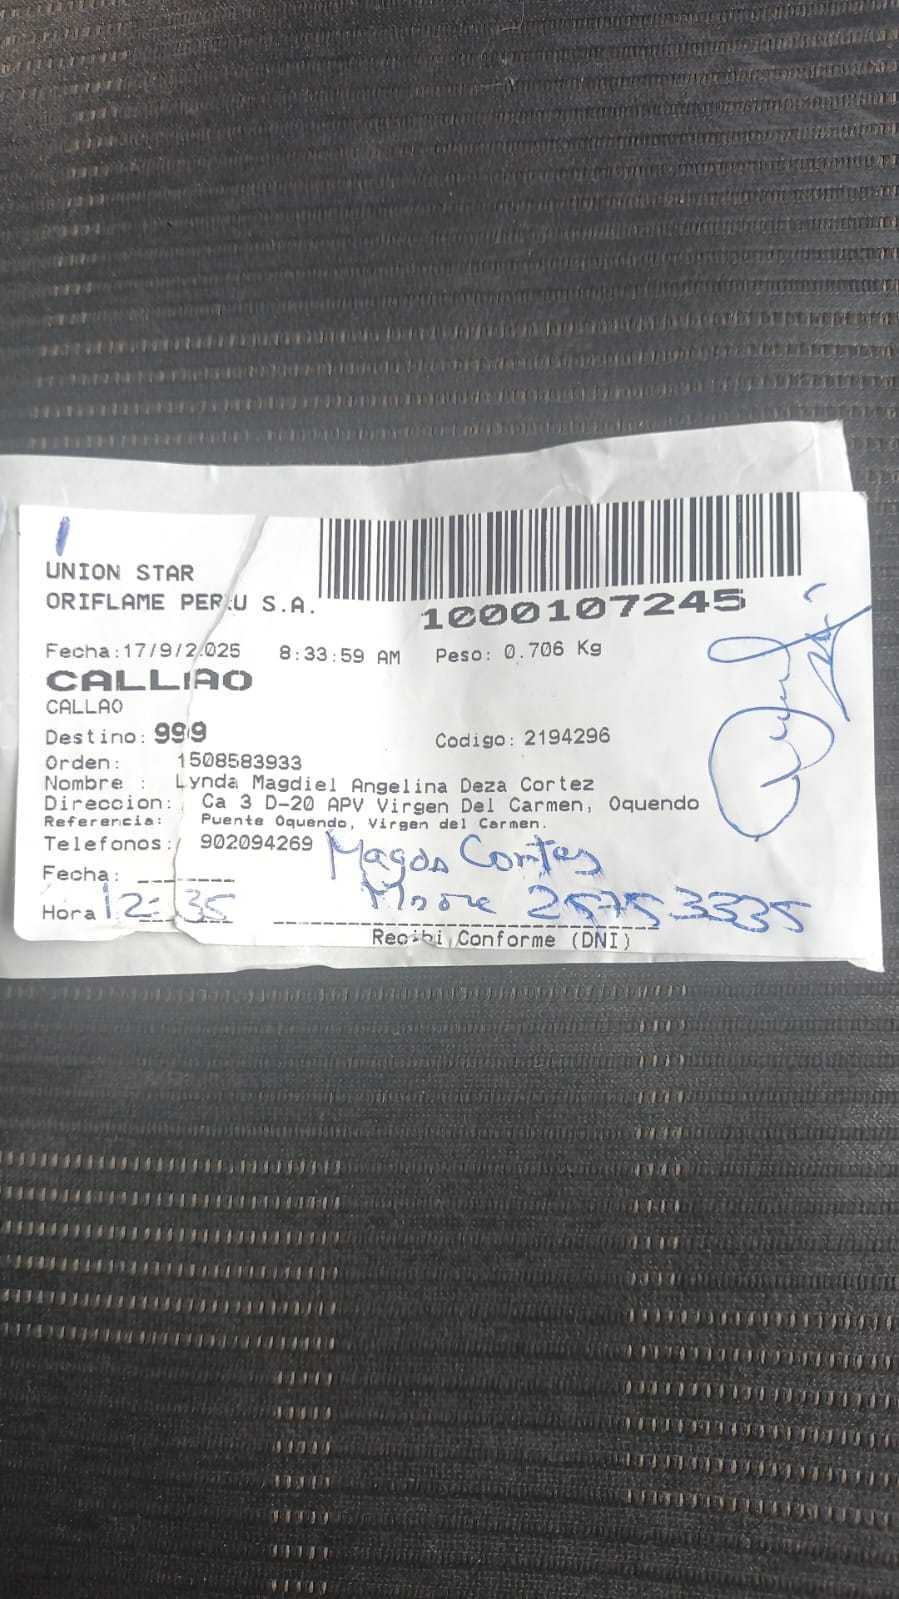 UNION STAR
ORIFLAME PERU S.A.
1000107245
Fecha:17/9/2025 8:33:59 AM Peso: 0.706 Kg
CALLAO
CALLAO
Destino: 999 Codigo: 2194296
Orden: 1508583933
Nombre : Lynda Magdiel Angelina Deza Cortez
Direccion: Ca 3 D-20 APV Virgen Del Carmen, Oquendo
Referencia: Puente Oquendo, Virgen del Carmen.
Telefonos: 902094269
Magda Cortes
Fecha:
Hora 12:35
Recibi Conforme (DNI)